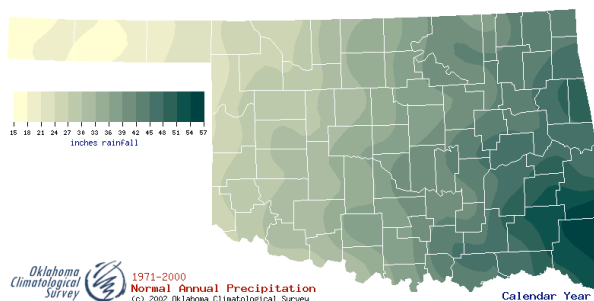 15 18 21 24 27 30 33 36 39 42 45 48 51 54 57
inches rainfall
Oklahoma
Climatological
Survey
1971-2000
Normal Annual Precipitation
(c) 2002 Oklahoma Climatological Survey
Calendar Year